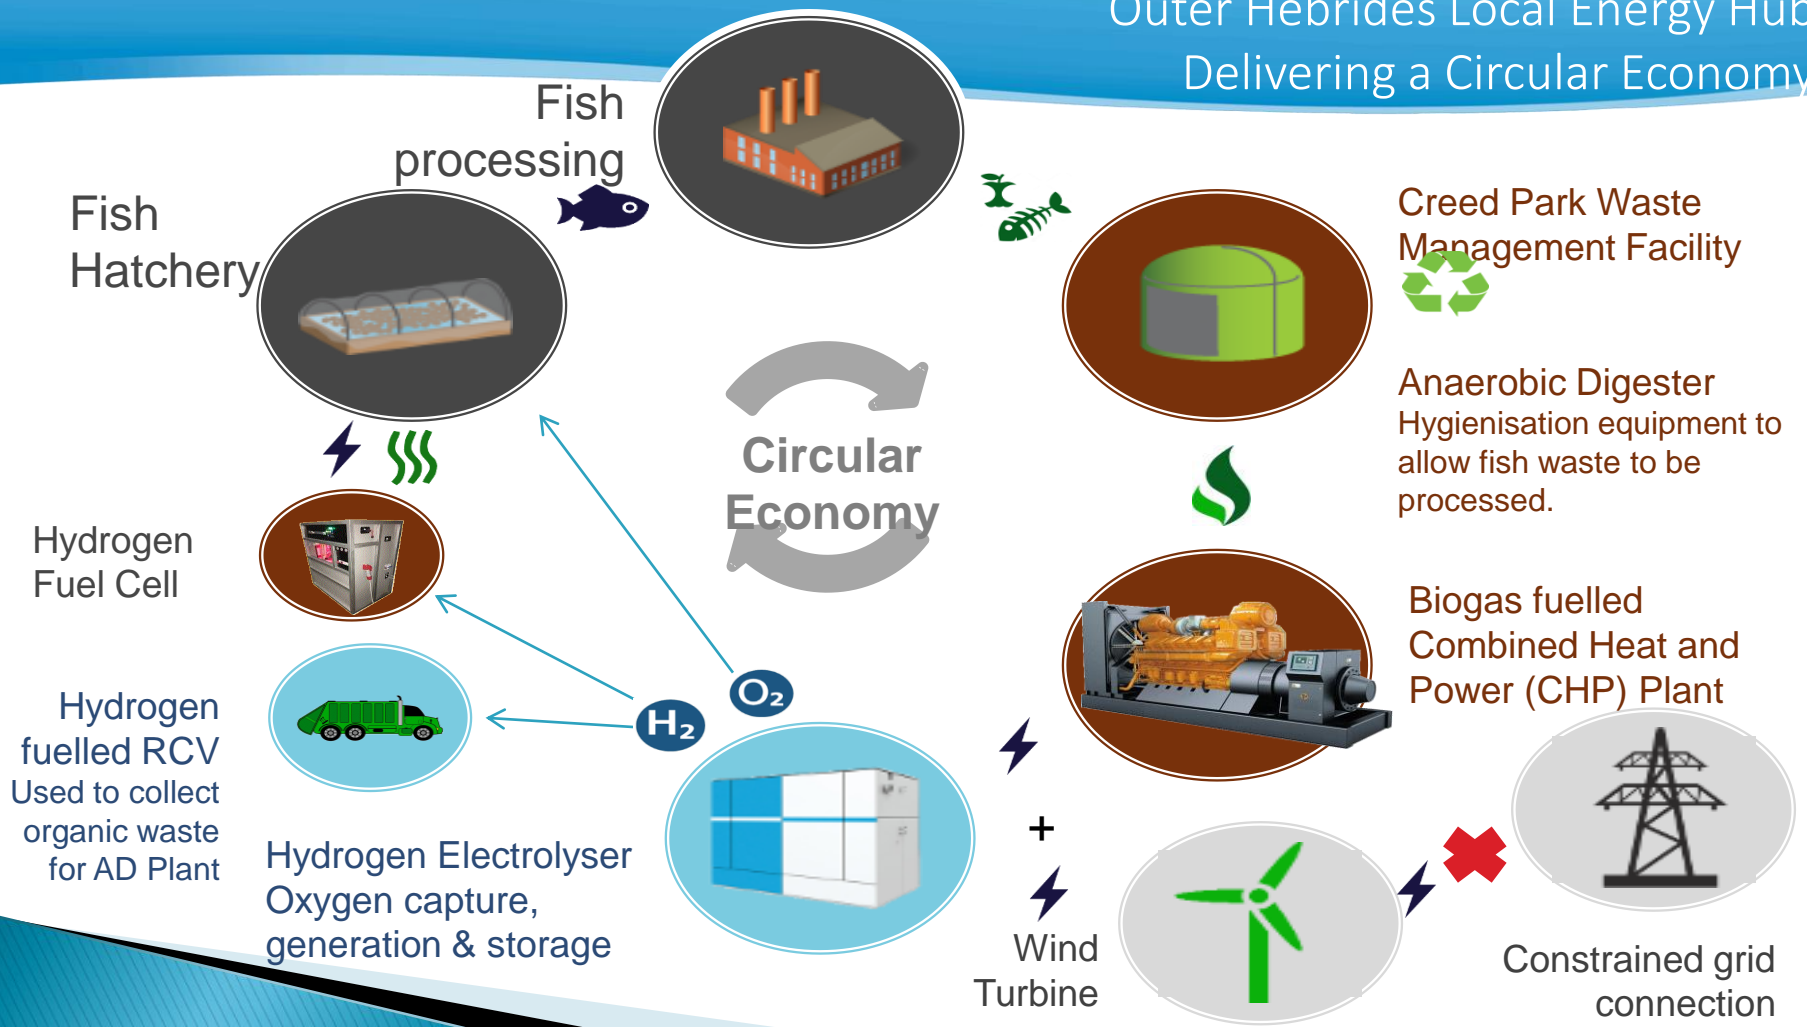 Outer Hebrides Local Energy Hub
Delivering a Circular Economy
Fish
processing
Fish
Hatchery
Creed Park Waste
Management Facility
Anaerobic Digester
Hygienisation equipment to
allow fish waste to be
processed.
Circular
Economy
Hydrogen
Fuel Cell
Biogas fuelled
Combined Heat and
Power (CHP) Plant
O₂
H₂
Hydrogen
fuelled RCV
Used to collect
organic waste
for AD Plant
Hydrogen Electrolyser
Oxygen capture,
generation & storage
+
Wind
Turbine
Constrained grid
connection